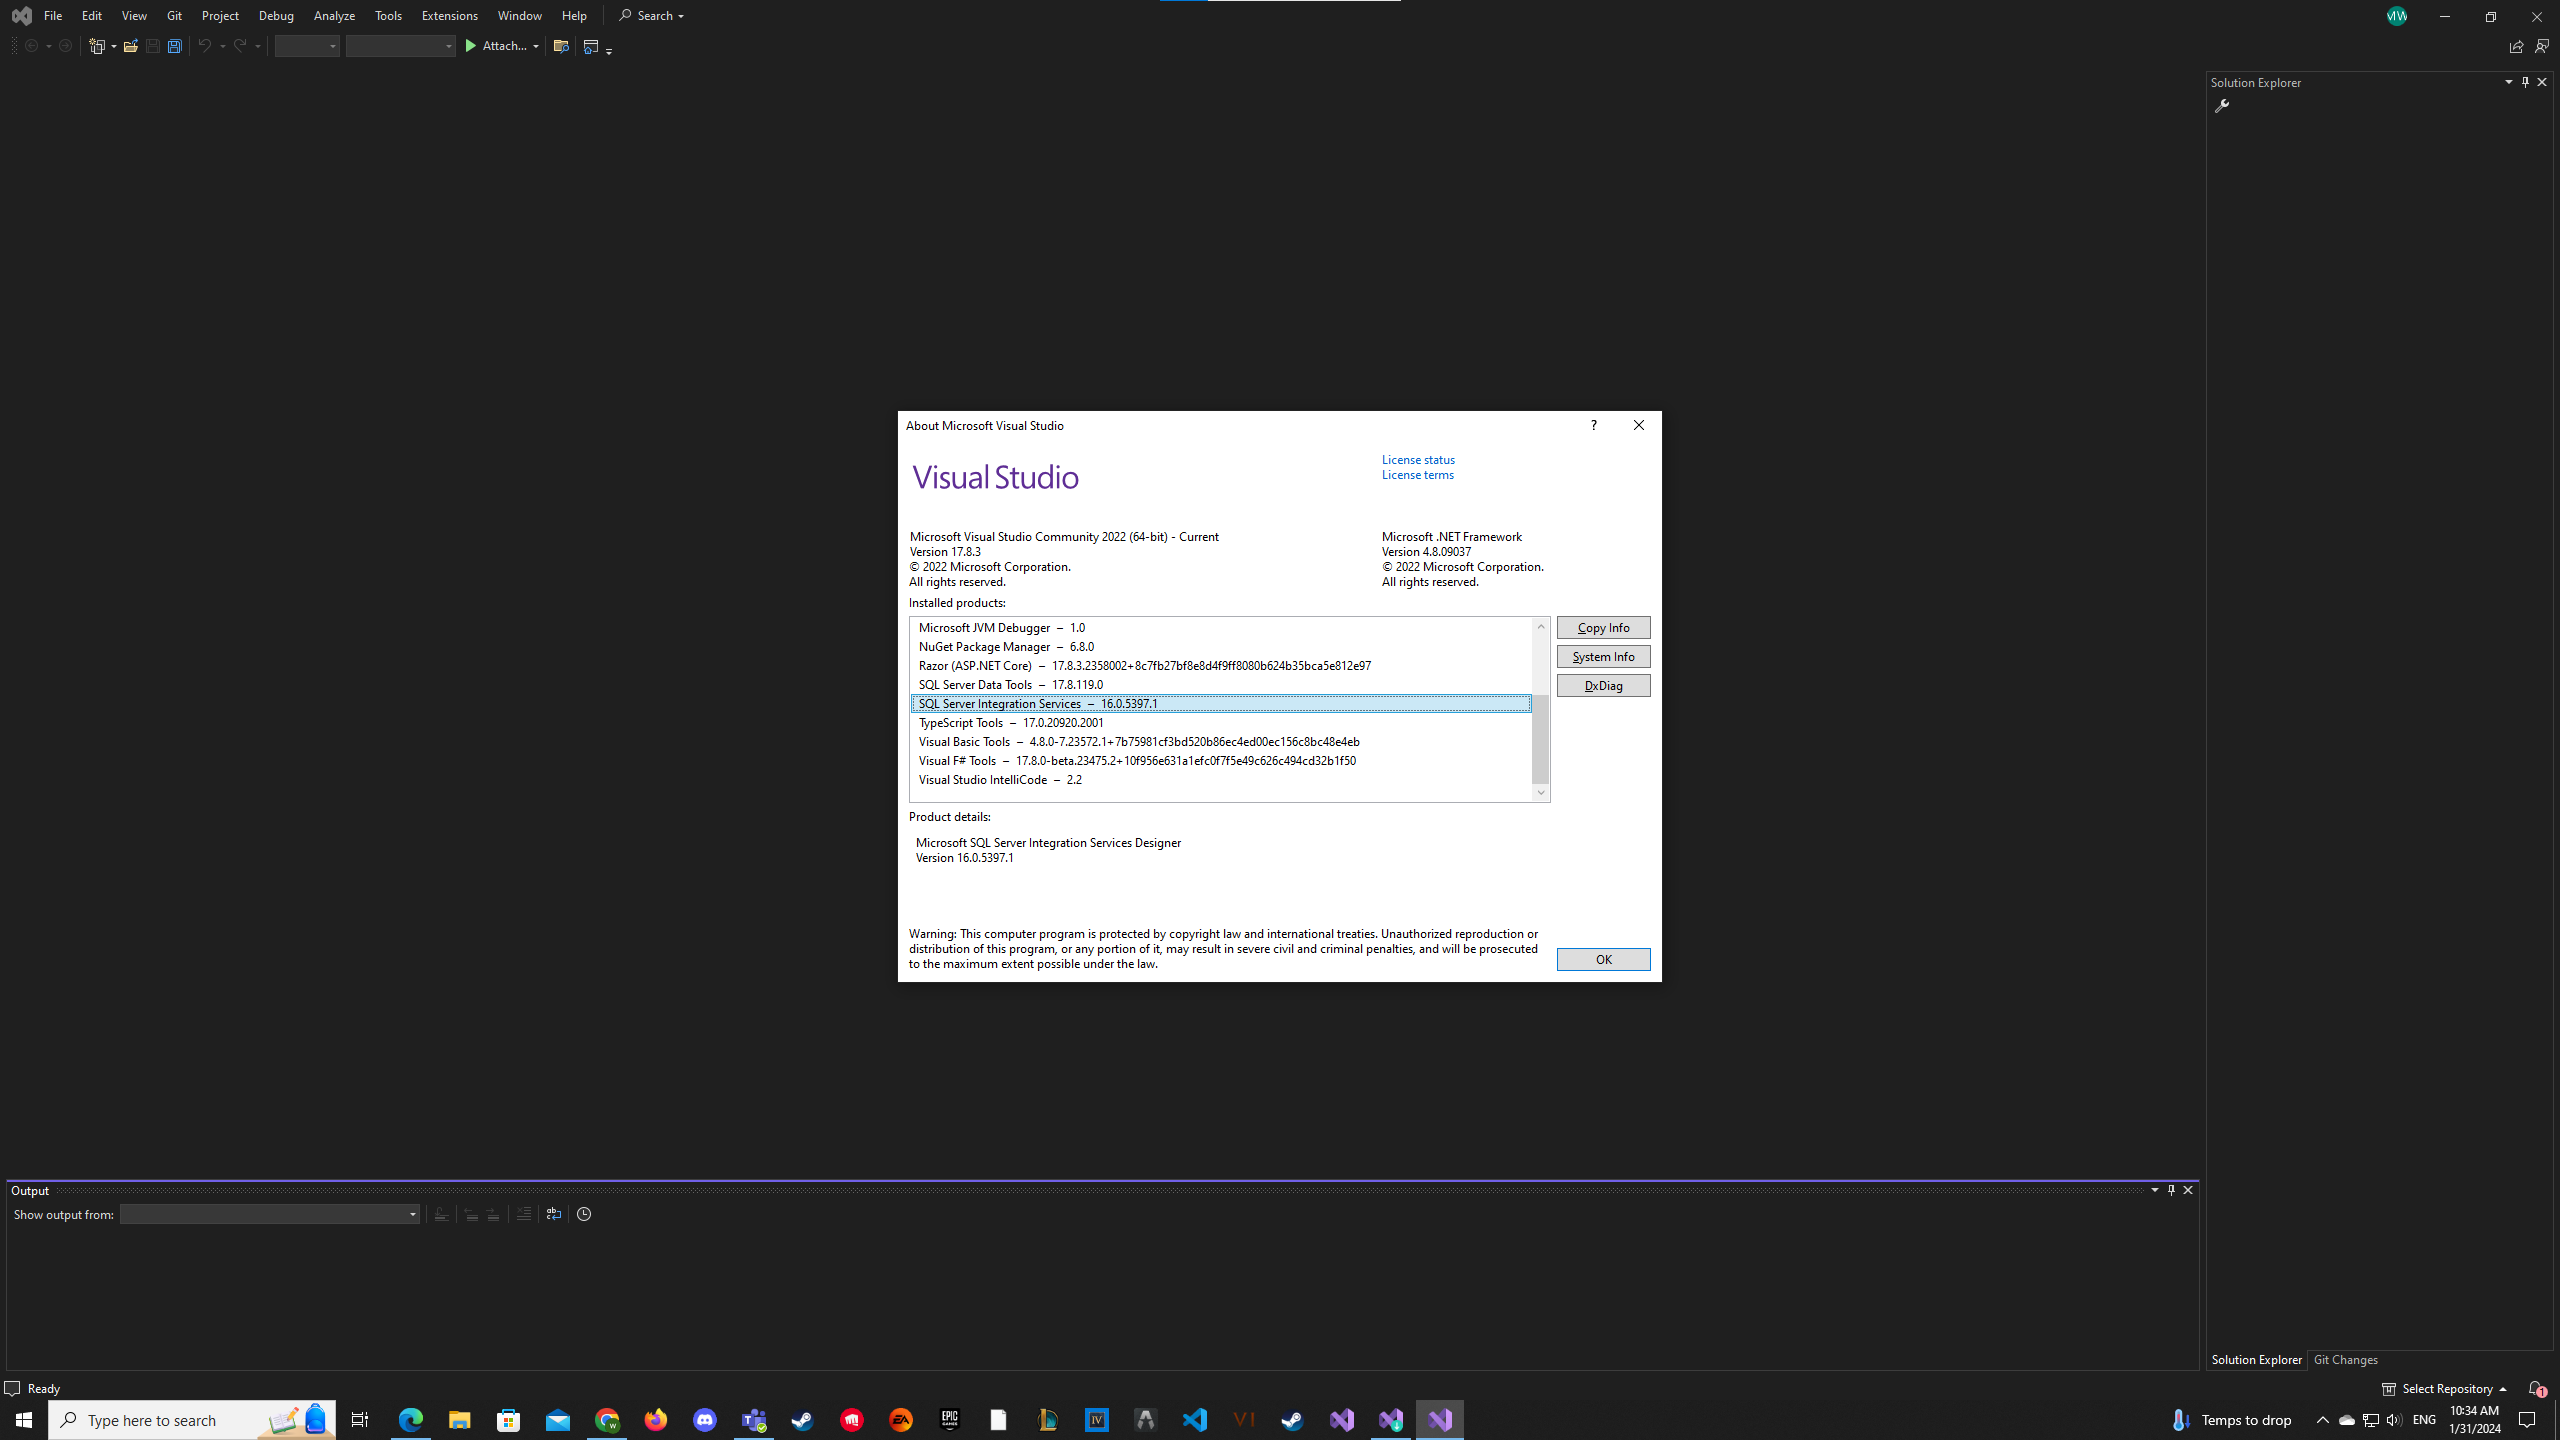 File Edit View Git Project Debug Analyze Tools Extensions Window Help Search
MW
Attach...
Solution Explorer
About Microsoft Visual Studio
?
Visual Studio
License status
License terms
Microsoft Visual Studio Community 2022 (64-bit) - Current
Version 17.8.3
© 2022 Microsoft Corporation.
All rights reserved.
Microsoft .NET Framework
Version 4.8.09037
© 2022 Microsoft Corporation.
All rights reserved.
Installed products:
Microsoft JVM Debugger – 1.0
NuGet Package Manager – 6.8.0
Razor (ASP.NET Core) – 17.8.3.2358002+8c7fb27bf8e8d4f9ff8080b624b35bca5e812e97
SQL Server Data Tools – 17.8.119.0
SQL Server Integration Services – 16.0.5397.1
TypeScript Tools – 17.0.20920.2001
Visual Basic Tools – 4.8.0-7.23572.1+7b75981cf3bd520b86ec4ed00ec156c8bc48e4eb
Visual F# Tools – 17.8.0-beta.23475.2+10f956e631a1efc0f7f5e49c626c494cd32b1f50
Visual Studio IntelliCode – 2.2
Copy Info
System Info
DxDiag
Product details:
Microsoft SQL Server Integration Services Designer
Version 16.0.5397.1
Warning: This computer program is protected by copyright law and international treaties. Unauthorized reproduction or
distribution of this program, or any portion of it, may result in severe civil and criminal penalties, and will be prosecuted
to the maximum extent possible under the law.
OK
Output
Show output from:
Solution Explorer Git Changes
Ready
Select Repository
1
Type here to search
EA
EPIC GAMES
IV
VI
Temps to drop
ENG
10:34 AM
1/31/2024